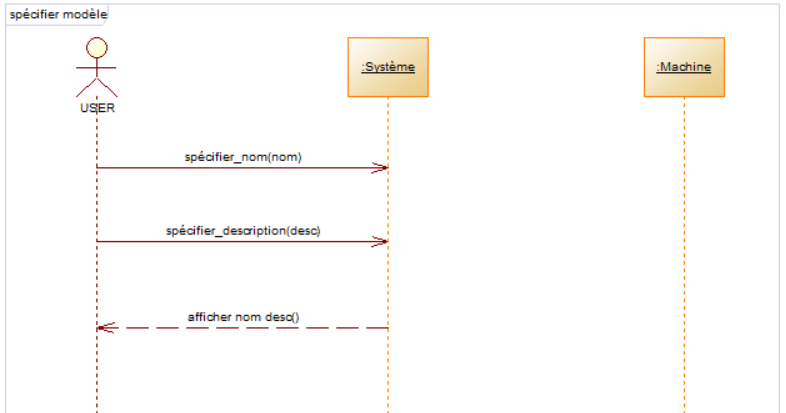 spécifier modèle
:Système
:Machine
USER
spécifier_nom(nom)
spécifier_description(desc)
afficher nom desc()